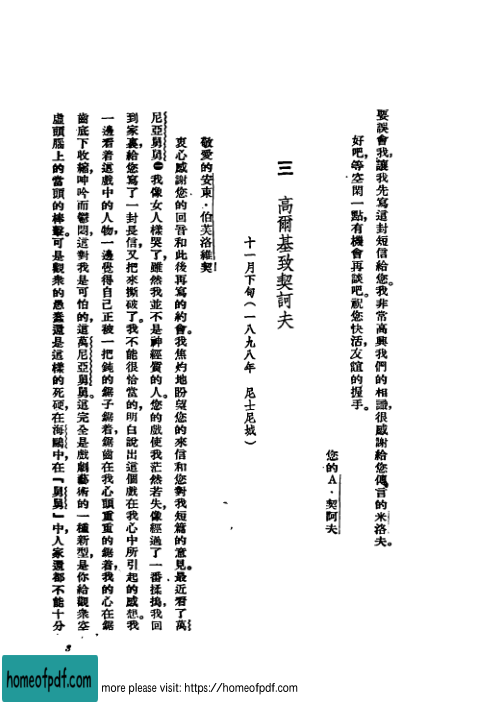 要誤會我,讓我先寫這封短信給您。我非常高興我們的相識,很感謝給您傳言的米洛夫。
好吧,等空閑一點,有機會再談吧。祝您快活,友誼的握手。
您的A·契訶夫
三 高爾基致契訶夫
十一月下旬(一八九八年 尼士尼城)
敬愛的安東·伯芙洛維契
衷心感謝您的回音和此後再寫的約會。我焦灼地盼望您的來信和您對我短篇的意見。最近看了萬
尼亞舅舅㊀我像女人樣哭了,雖然我並不是神經質的人。您的戲使我茫然若失,像經過了一番揉搗,我回
到家裏,給您寫了一封長信,又把來撕破了。我不能很恰當的,明白說出這個戲在我心中所引起的感想。我
一邊看着這戲中的人物,一邊覺得自己正被一把鈍的鋸子鋸着,鋸齒在我心頭重重的鋸着,我的心在鋸
齒底下收縮,呻吟而鬱悶,這對我是可怕的,這萬尼亞舅舅。這完全是戲劇藝術的一種新型,是你給觀衆空
虛頭腦上的當頭的棒擊。可是觀衆的愚蠢還是這樣的死硬,在海鷗中,在『舅舅』中,人家還都不能十分
3
homeofpdf.com
more please visit: https://homeofpdf.com